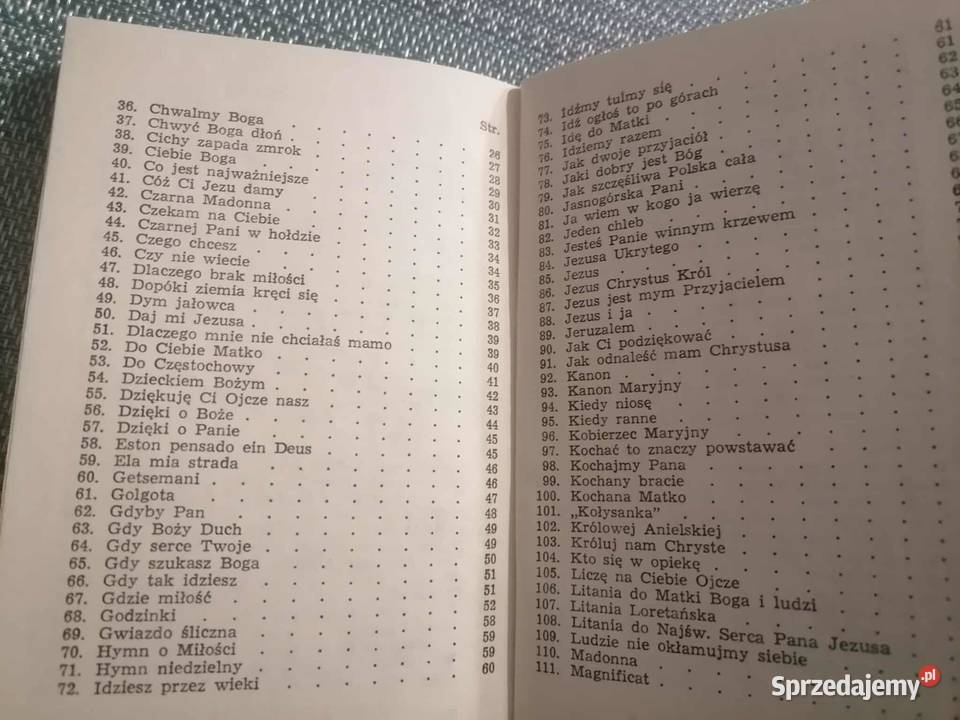 Str.
36. Chwalmy Boga 26
37. Chwyć Boga dłoń 27
38. Cichy zapada zmrok 28
39. Ciebie Boga 29
40. Co jest najważniejsze 30
41. Cóż Ci Jezu damy 31
42. Czarna Madonna 32
43. Czekam na Ciebie 33
44. Czarnej Pani w hołdzie 34
45. Czego chcesz 34
46. Czy nie wiecie 35
47. Dlaczego brak miłości 36
48. Dopóki ziemia kręci się 37
49. Dym jałowca 38
50. Daj mi Jezusa 39
51. Dlaczego mnie nie chciałaś mamo 39
52. Do Ciebie Matko 40
53. Do Częstochowy 41
54. Dzieckiem Bożym 42
55. Dziękuję Ci Ojcze nasz 43
56. Dzięki o Boże 44
57. Dzięki o Panie 45
58. Eston pensado ein Deus 45
59. Ela mia strada 46
60. Getsemani 46
61. Golgota 47
62. Gdyby Pan 48
63. Gdy Boży Duch 49
64. Gdy serce Twoje 49
65. Gdy szukasz Boga 50
66. Gdy tak idziesz 51
67. Gdzie miłość 51
68. Godzinki 52
69. Gwiazdo śliczna 58
70. Hymn o Miłości 59
71. Hymn niedzielny 59
72. Idziesz przez wieki 60
73. Idźmy tulmy się 61
74. Idź ogłoś to po górach 61
75. Idę do Matki 62
76. Idziemy razem 63
77. Jak dwoje przyjaciół 64
78. Jaki dobry jest Bóg
79. Jak szczęśliwa Polska cała
80. Jasnogórska Pani
81. Ja wiem w kogo ja wierzę
82. Jeden chleb
83. Jesteś Panie winnym krzewem
84. Jezusa Ukrytego
85. Jezus
86. Jezus Chrystus Król
87. Jezus jest mym Przyjacielem
88. Jezus i ja
89. Jeruzalem
90. Jak Ci podziękować
91. Jak odnaleść mam Chrystusa
92. Kanon
93. Kanon Maryjny
94. Kiedy niosę
95. Kiedy ranne
96. Kobierzec Maryjny
97. Kochać to znaczy powstawać
98. Kochajmy Pana
99. Kochany bracie
100. Kochana Matko
101. „Kołysanka"
102. Królowej Anielskiej
103. Króluj nam Chryste
104. Kto się w opiekę
105. Liczę na Ciebie Ojcze
106. Litania do Matki Boga i ludzi
107. Litania Loretańska
108. Litania do Najśw. Serca Pana Jezusa
109. Ludzie nie okłamujmy siebie
110. Madonna
111. Magnificat
Sprzedajemy.pl